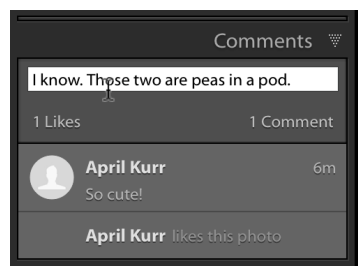 Comments
I know. Those two are peas in a pod.
1 Likes 1 Comment
April Kurr 6m
So cute!
April Kurr likes this photo